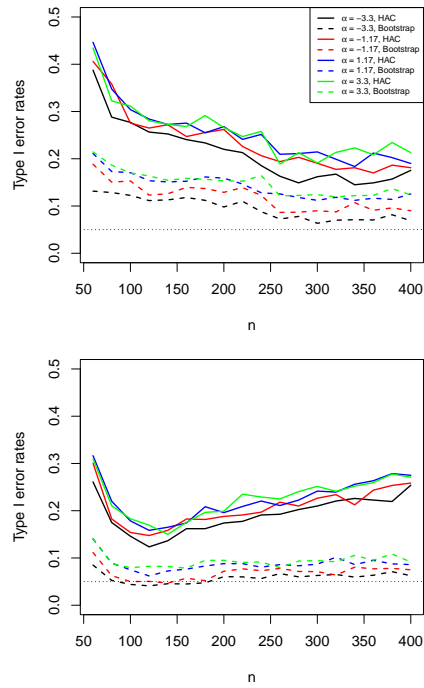 0.5
0.4
0.3
0.2
0.1
0.0
Type I error rates
α = −3.3, HAC
α = −3.3, Bootstrap
α = −1.17, HAC
α = −1.17, Bootstrap
α = 1.17, HAC
α = 1.17, Bootstrap
α = 3.3, HAC
α = 3.3, Bootstrap
50 100 150 200 250 300 350 400
n
0.5
0.4
0.3
0.2
0.1
0.0
Type I error rates
50 100 150 200 250 300 350 400
n